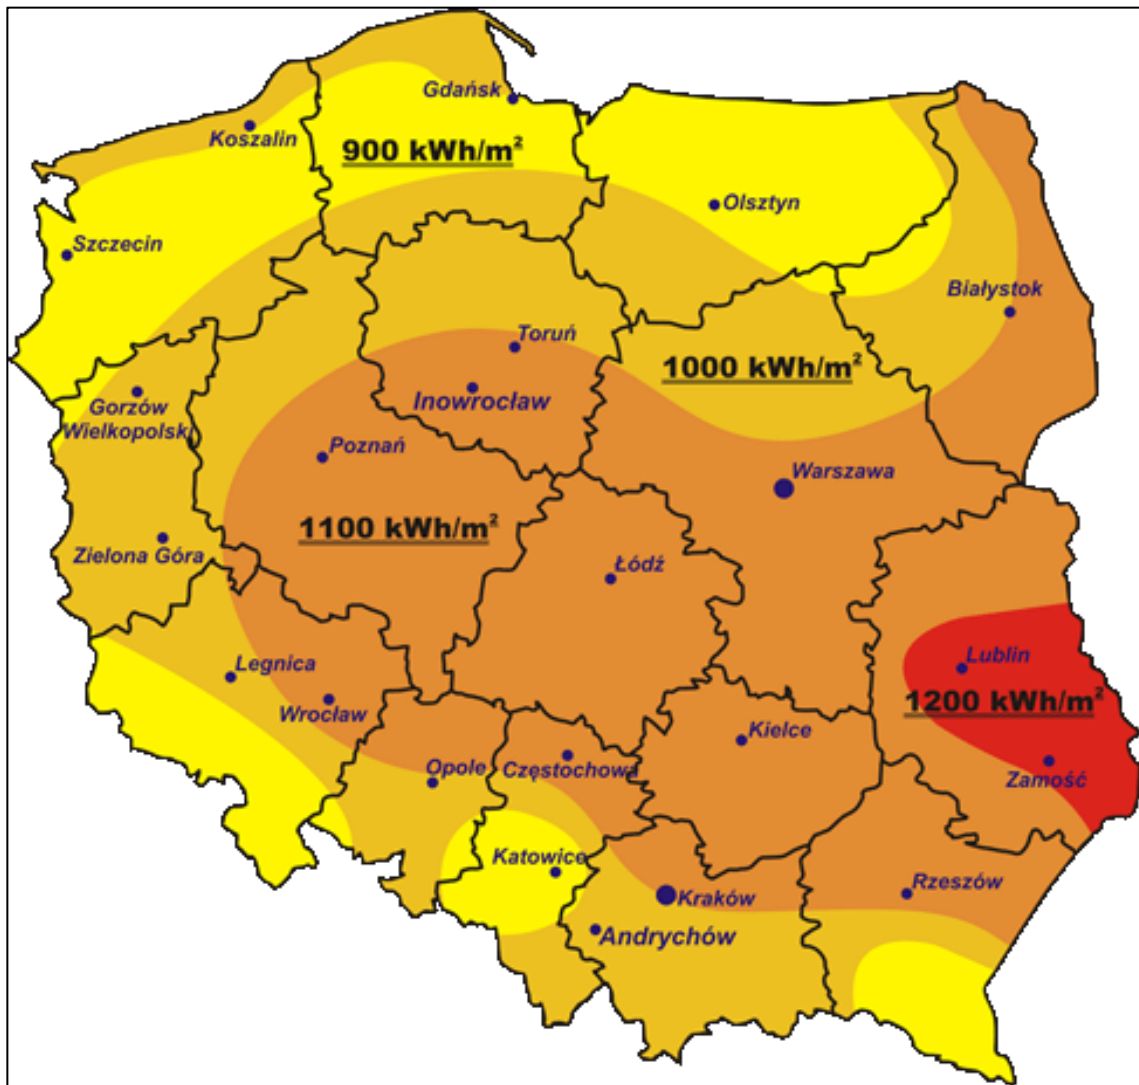 Gdańsk
Koszalin
900 kWh/m²
Olsztyn
Szczecin
Białystok
Toruń
1000 kWh/m²
Gorzów
Wielkopolski
Inowrocław
Poznań
Warszawa
1100 kWh/m²
Zielona Góra
Łódź
Legnica
Lublin
1200 kWh/m²
Wrocław
Kielce
Opole
Częstochowa
Zamość
Katowice
Kraków
Rzeszów
Andrychów